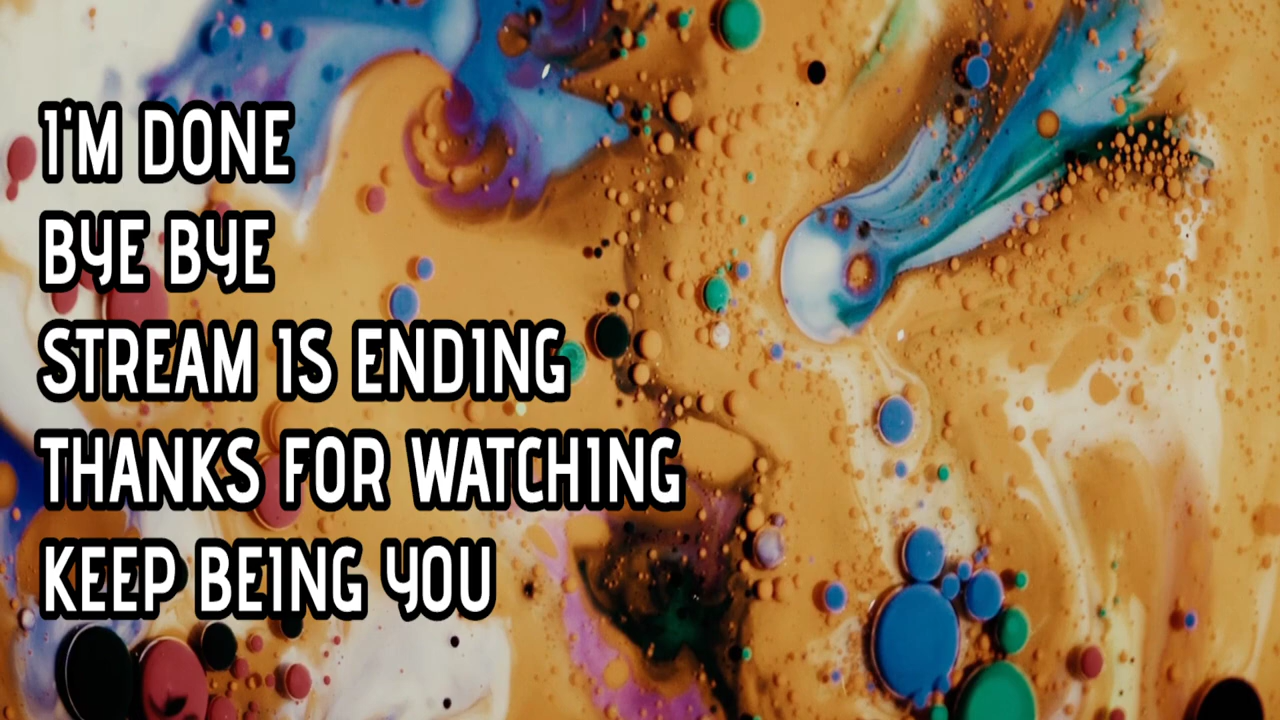 I'M DONE
BYE BYE
STREAM IS ENDING
THANKS FOR WATCHING
KEEP BEING YOU